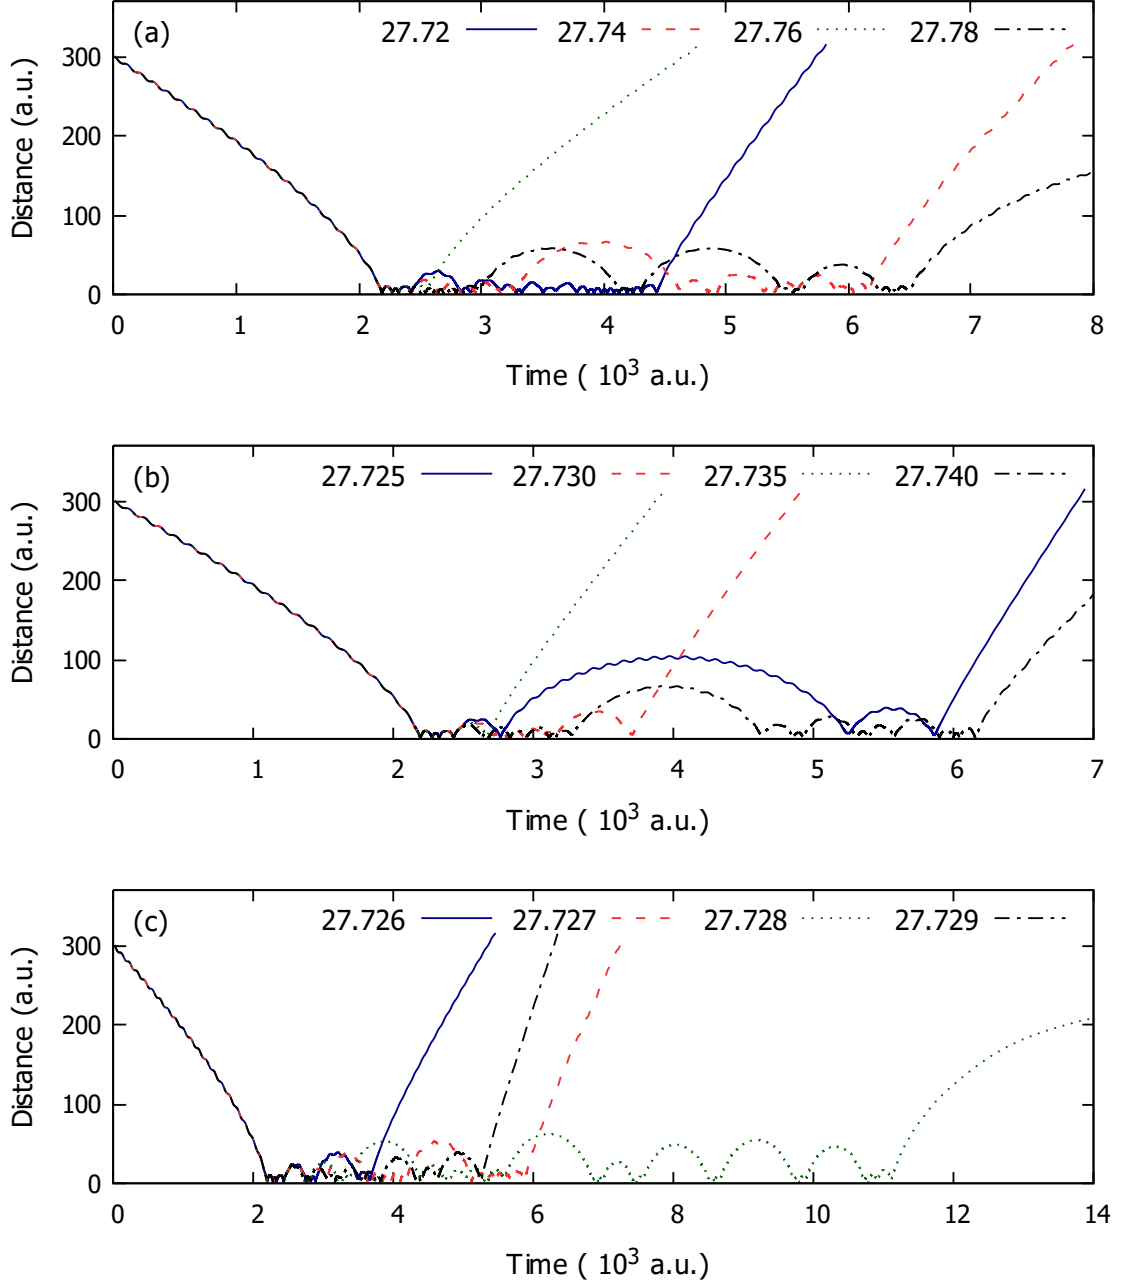 (a) 27.72 27.74 27.76 27.78
300
200
100
0
Distance (a.u.)
0 1 2 3 4 5 6 7 8
Time ( 10³ a.u.)
(b) 27.725 27.730 27.735 27.740
300
200
100
0
Distance (a.u.)
0 1 2 3 4 5 6 7
Time ( 10³ a.u.)
(c) 27.726 27.727 27.728 27.729
300
200
100
0
Distance (a.u.)
0 2 4 6 8 10 12 14
Time ( 10³ a.u.)